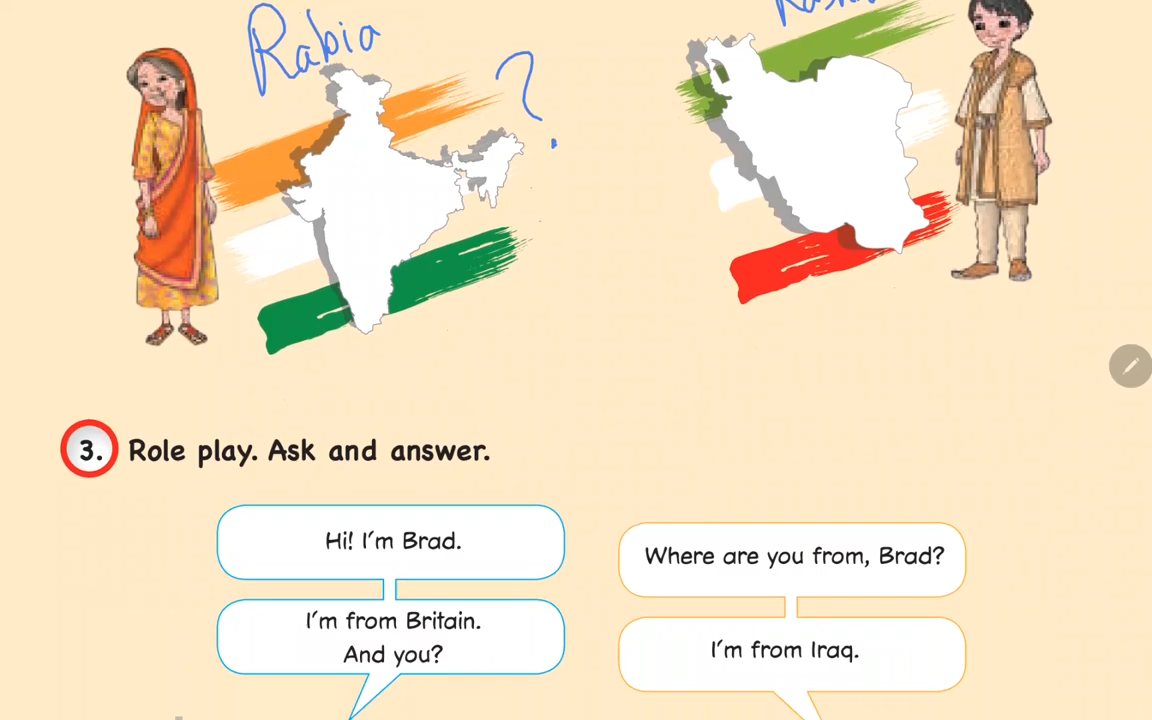 Rabia
?
3. Role play. Ask and answer.
Hi! I'm Brad.
Where are you from, Brad?
I'm from Britain.
And you?
I'm from Iraq.